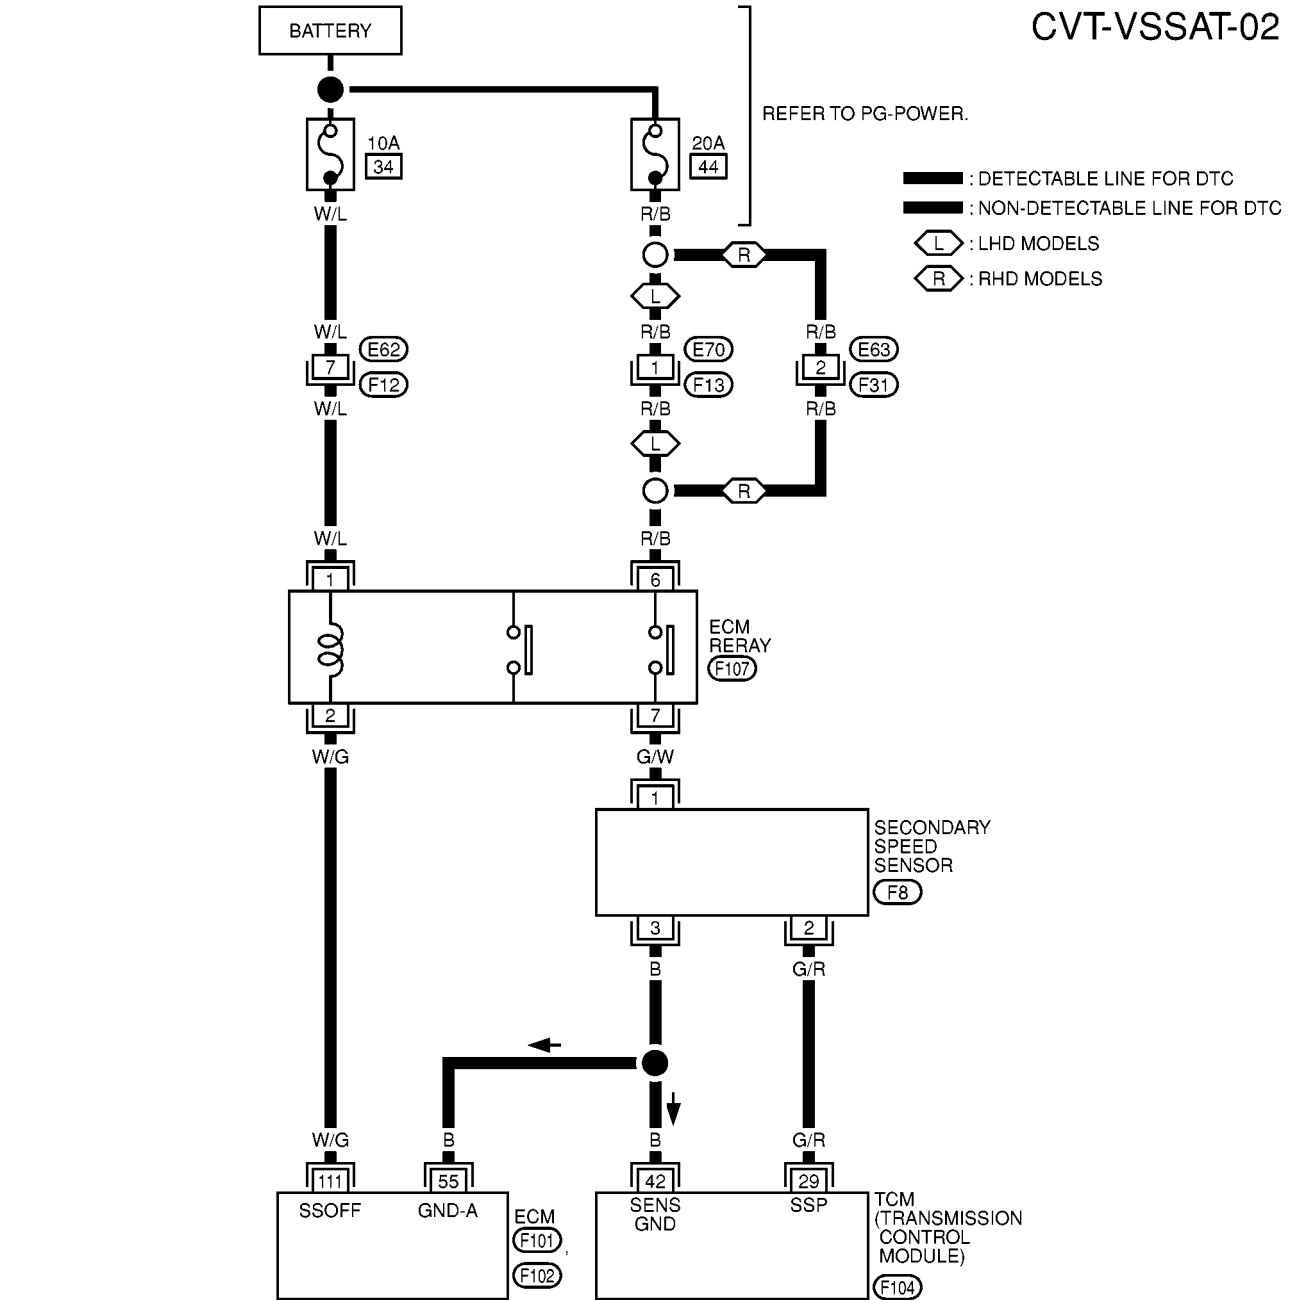 CVT-VSSAT-02
BATTERY
REFER TO PG-POWER.
10A
34
20A
44
: DETECTABLE LINE FOR DTC
: NON-DETECTABLE LINE FOR DTC
L : LHD MODELS
R : RHD MODELS
W/L
R/B
R
L
W/L
R/B
R/B
7
E62
F12
1
E70
F13
2
E63
F31
W/L
R/B
R/B
L
R
W/L
R/B
1
6
ECM
RERAY
F107
2
7
W/G
G/W
1
SECONDARY
SPEED
SENSOR
F8
3
2
B
G/R
W/G
B
B
G/R
111
55
42
29
SSOFF
GND-A
SENS
GND
SSP
ECM
F101 ,
F102
TCM
(TRANSMISSION
CONTROL
MODULE)
F104